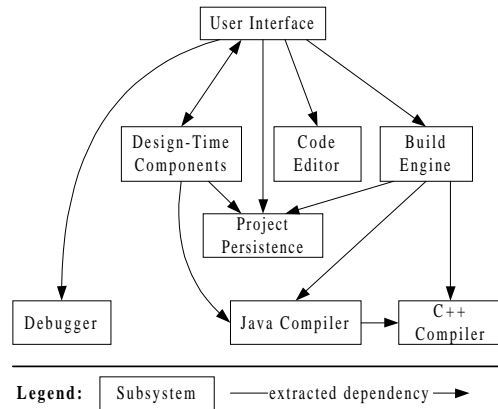 User Interface
Design-Time
Components
Code
Editor
Build
Engine
Project
Persistence
Debugger
Java Compiler
C++
Compiler
Legend: Subsystem extracted dependency